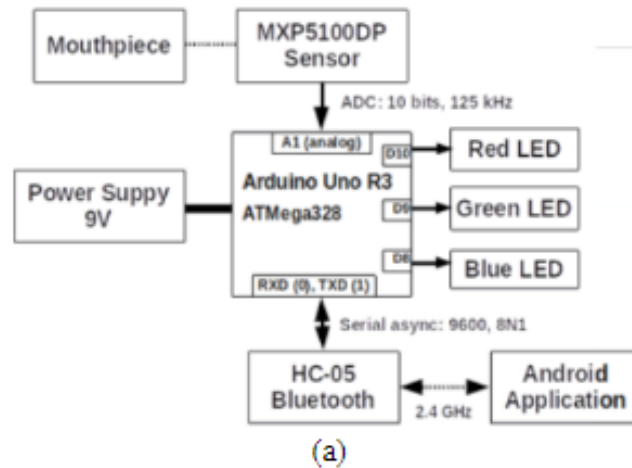 Mouthpiece
MXP5100DP
Sensor
ADC: 10 bits, 125 kHz
A1 (analog)
D10
Red LED
Arduino Uno R3
ATMega328
Power Suppy
9V
D9
Green LED
Blue LED
RXD (0), TXD (1)
Serial async: 9600, 8N1
HC-05
Bluetooth
2.4 GHz
Android
Application
(a)